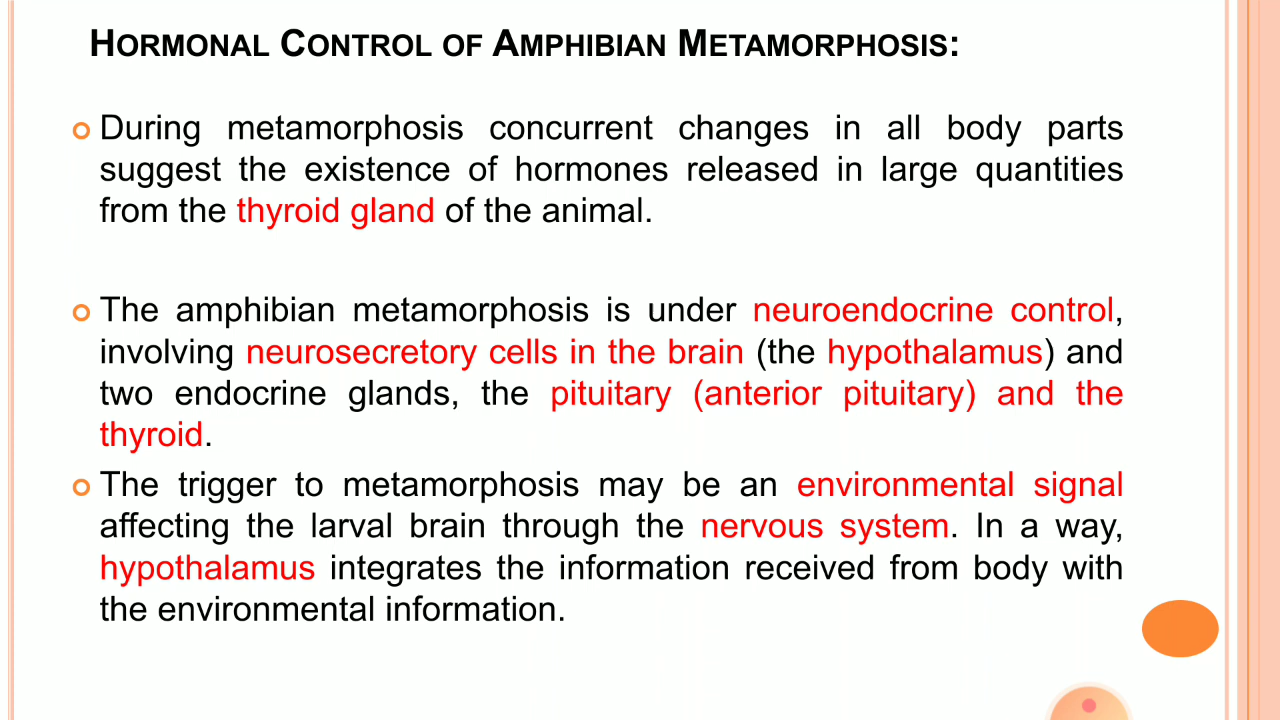 HORMONAL CONTROL OF AMPHIBIAN METAMORPHOSIS:
During metamorphosis concurrent changes in all body parts
suggest the existence of hormones released in large quantities
from the thyroid gland of the animal.
The amphibian metamorphosis is under neuroendocrine control,
involving neurosecretory cells in the brain (the hypothalamus) and
two endocrine glands, the pituitary (anterior pituitary) and the
thyroid.
The trigger to metamorphosis may be an environmental signal
affecting the larval brain through the nervous system. In a way,
hypothalamus integrates the information received from body with
the environmental information.